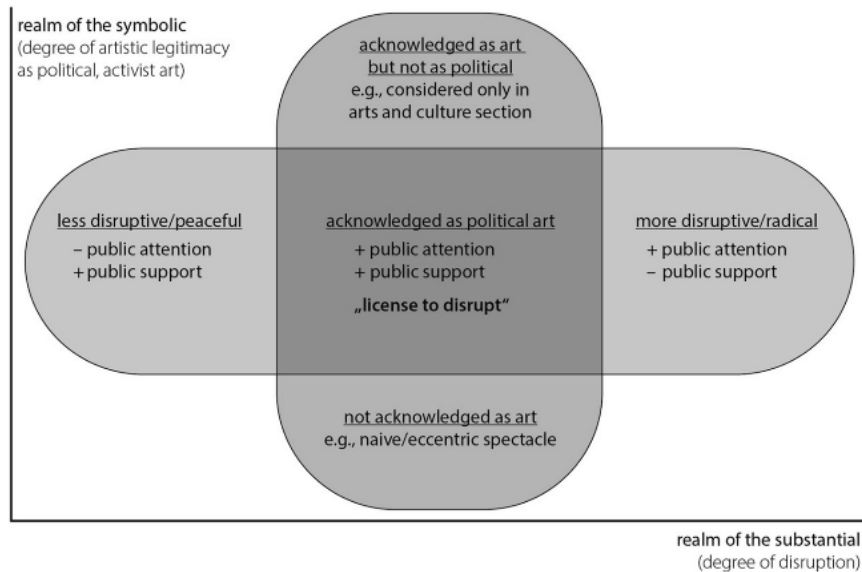 realm of the symbolic
(degree of artistic legitimacy
as political, activist art)
acknowledged as art
but not as political
e.g., considered only in
arts and culture section
less disruptive/peaceful
– public attention
+ public support
acknowledged as political art
+ public attention
+ public support
„license to disrupt“
more disruptive/radical
+ public attention
– public support
not acknowledged as art
e.g., naive/eccentric spectacle
realm of the substantial
(degree of disruption)